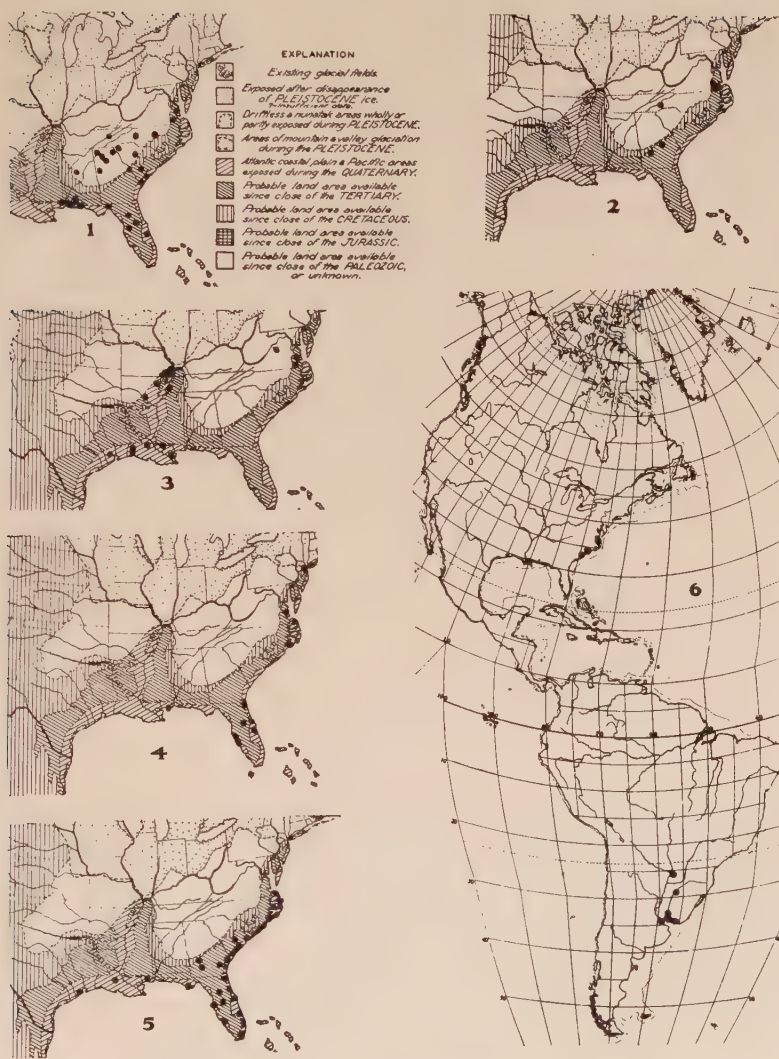 EXPLANATION
Existing glacial fields.
Exposed after disappearance
of PLEISTOCENE ice.
Insufficient data.
Driftless & nunatak areas wholly or
partly exposed during PLEISTOCENE.
Areas of mountain & valley glaciation
during the PLEISTOCENE.
Atlantic coastal plain & Pacific areas
exposed during the QUATERNARY.
Probable land area available
since close of the TERTIARY.
Probable land area available
since close of the CRETACEOUS.
Probable land area available
since close of the JURASSIC.
Probable land area available
since close of the PALEOZOIC,
or unknown.
1
2
3
4
5
6